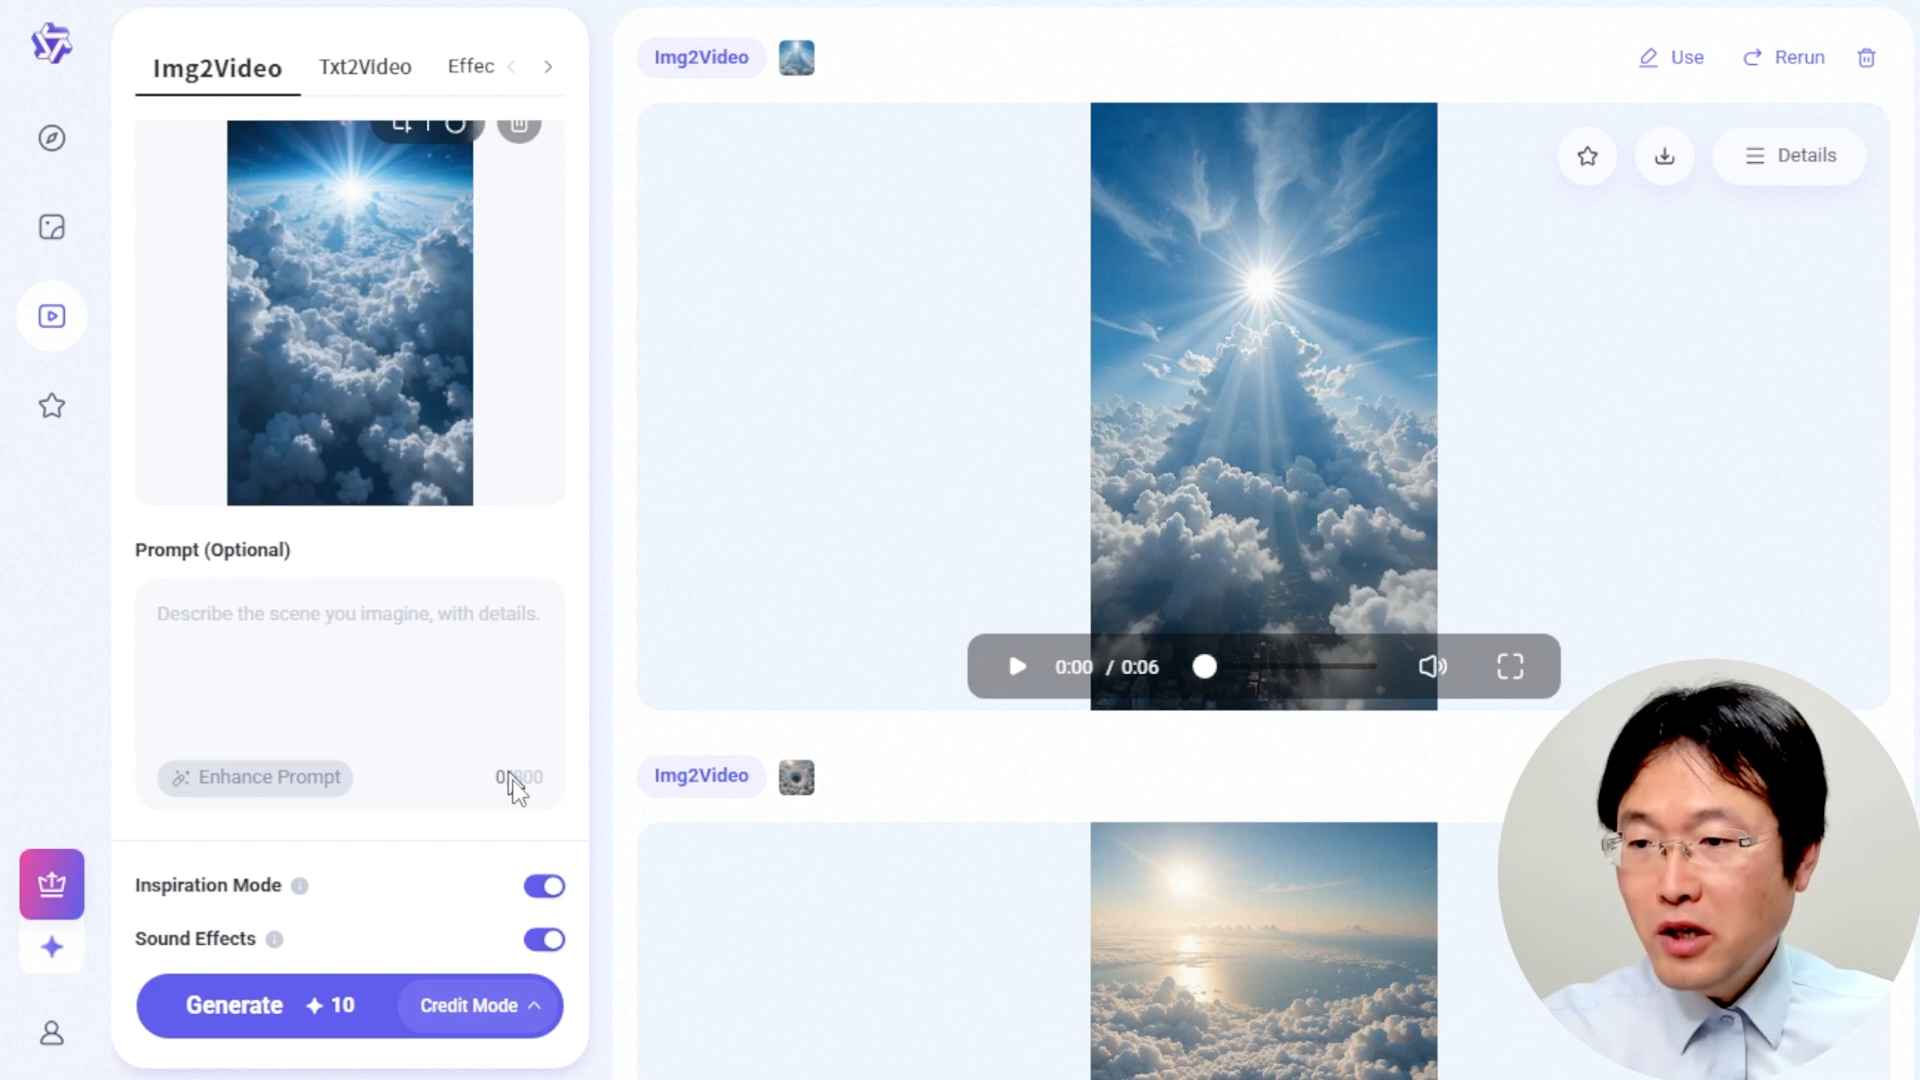 Img2Video
Txt2Video
Effec
Prompt (Optional)
Describe the scene you imagine, with details.
Enhance Prompt
Inspiration Mode
Sound Effects
Generate 10
Credit Mode
Img2Video
Use
Rerun
Details
0:00 / 0:06
Img2Video